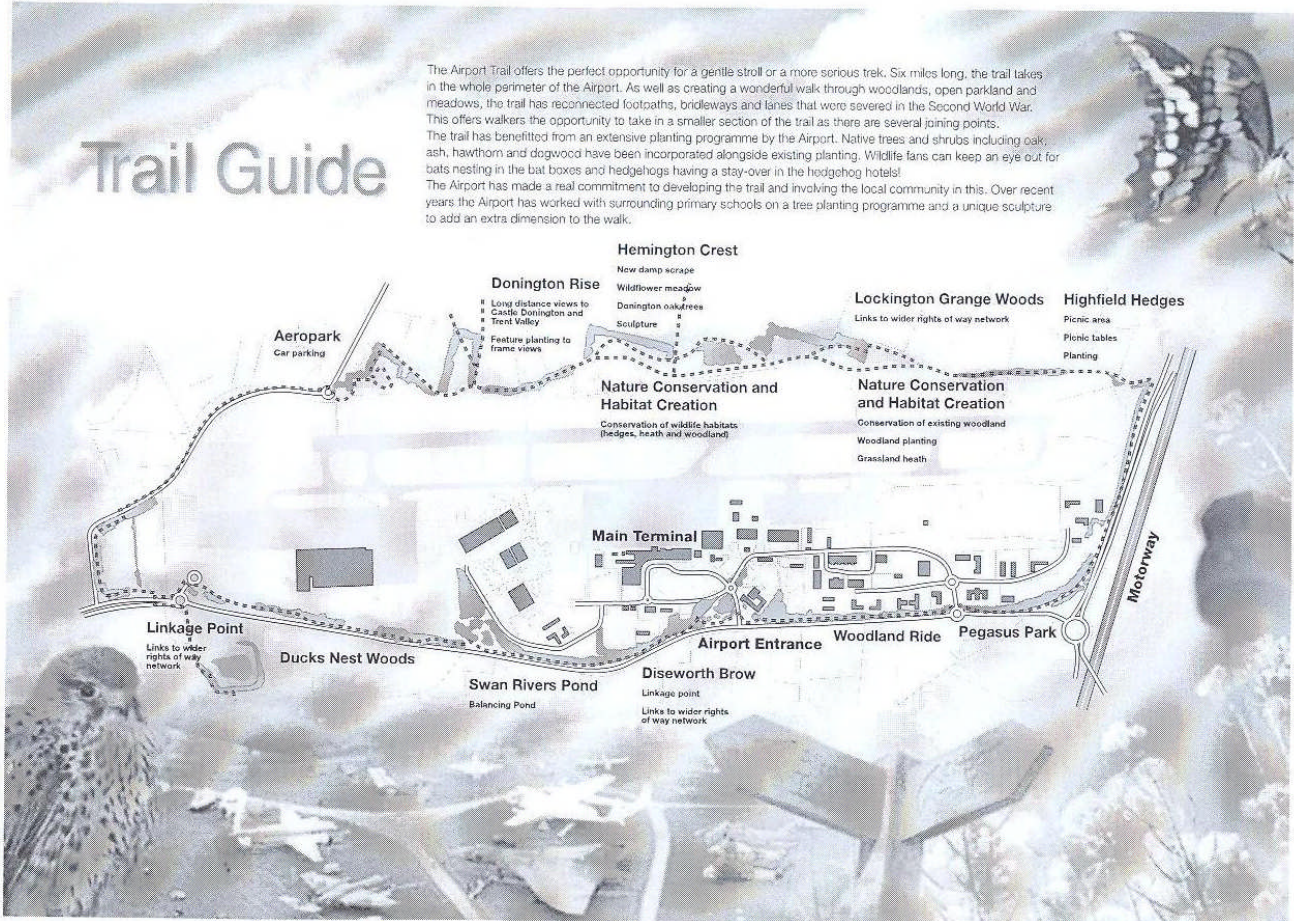 Trail Guide
The Airport Trail offers the perfect opportunity for a gentle stroll or a more serious trek. Six miles long, the trail takes
in the whole perimeter of the Airport. As well as creating a wonderful walk through woodlands, open parkland and
meadows, the trail has reconnected footpaths, bridleways and lanes that were severed in the Second World War.
This offers walkers the opportunity to take in a smaller section of the trail as there are several joining points.
The trail has benefitted from an extensive planting programme by the Airport. Native trees and shrubs including oak,
ash, hawthorn and dogwood have been incorporated alongside existing planting. Wildlife fans can keep an eye out for
bats nesting in the bat boxes and hedgehogs having a stay-over in the hedgehog hotels!
The Airport has made a real commitment to developing the trail and involving the local community in this. Over recent
years the Airport has worked with surrounding primary schools on a tree planting programme and a unique sculpture
to add an extra dimension to the walk.
Aeropark
Car parking
Donington Rise
Long distance views to
Castle Donington and
Trent Valley
Feature planting to
frame views
Hemington Crest
New damp scrape
Wildflower meadow
Donington oak trees
Sculpture
Lockington Grange Woods
Links to wider rights of way network
Highfield Hedges
Picnic area
Picnic tables
Planting
Nature Conservation and
Habitat Creation
Conservation of wildlife habitats
(hedges, heath and woodland)
Nature Conservation
and Habitat Creation
Conservation of existing woodland
Woodland planting
Grassland heath
Main Terminal
Motorway
Linkage Point
Links to wider
rights of way
network
Ducks Nest Woods
Swan Rivers Pond
Balancing Pond
Diseworth Brow
Linkage point
Links to wider rights
of way network
Airport Entrance
Woodland Ride
Pegasus Park